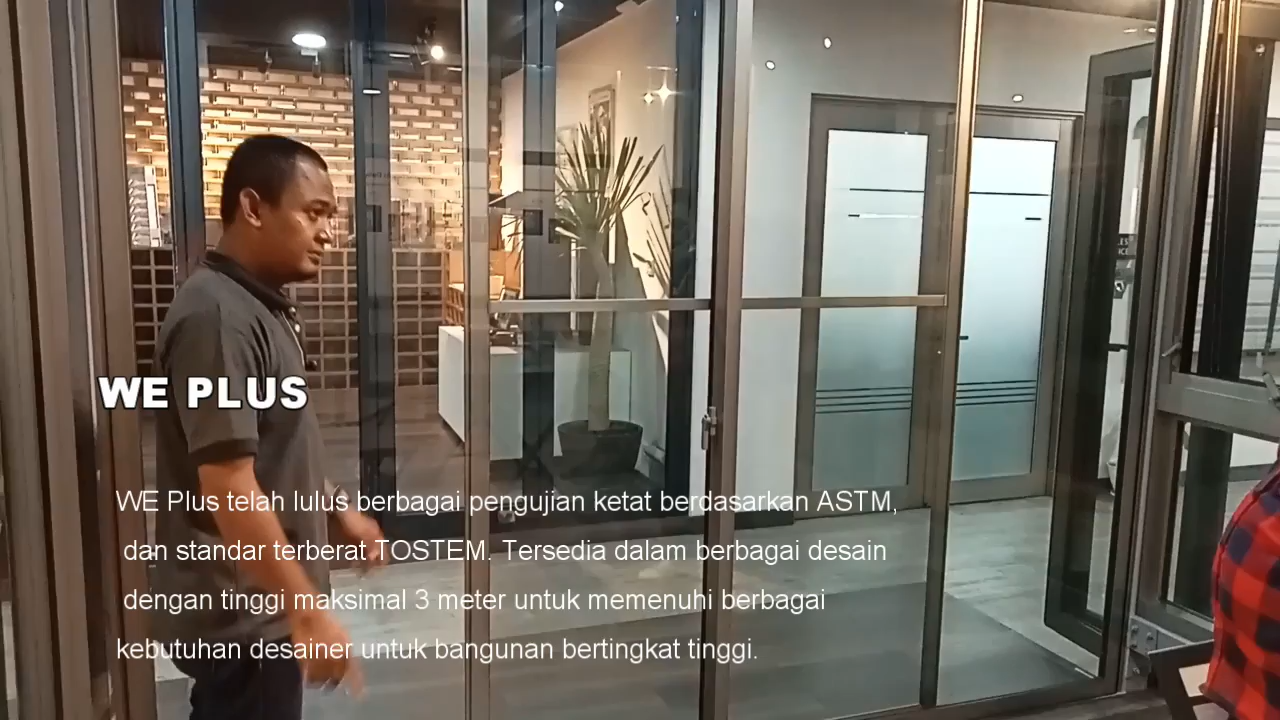 WE PLUS
WE Plus telah lulus berbagai pengujian ketat berdasarkan ASTM,
dan standar terberat TOSTEM. Tersedia dalam berbagai desain
dengan tinggi maksimal 3 meter untuk memenuhi berbagai
kebutuhan desainer untuk bangunan bertingkat tinggi.